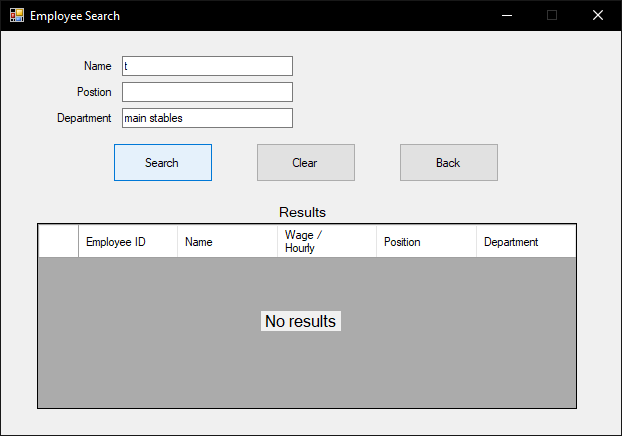 Employee Search
Name t
Postion
Department main stables
Search Clear Back
Results
Employee ID Name Wage / Hourly Position Department
No results